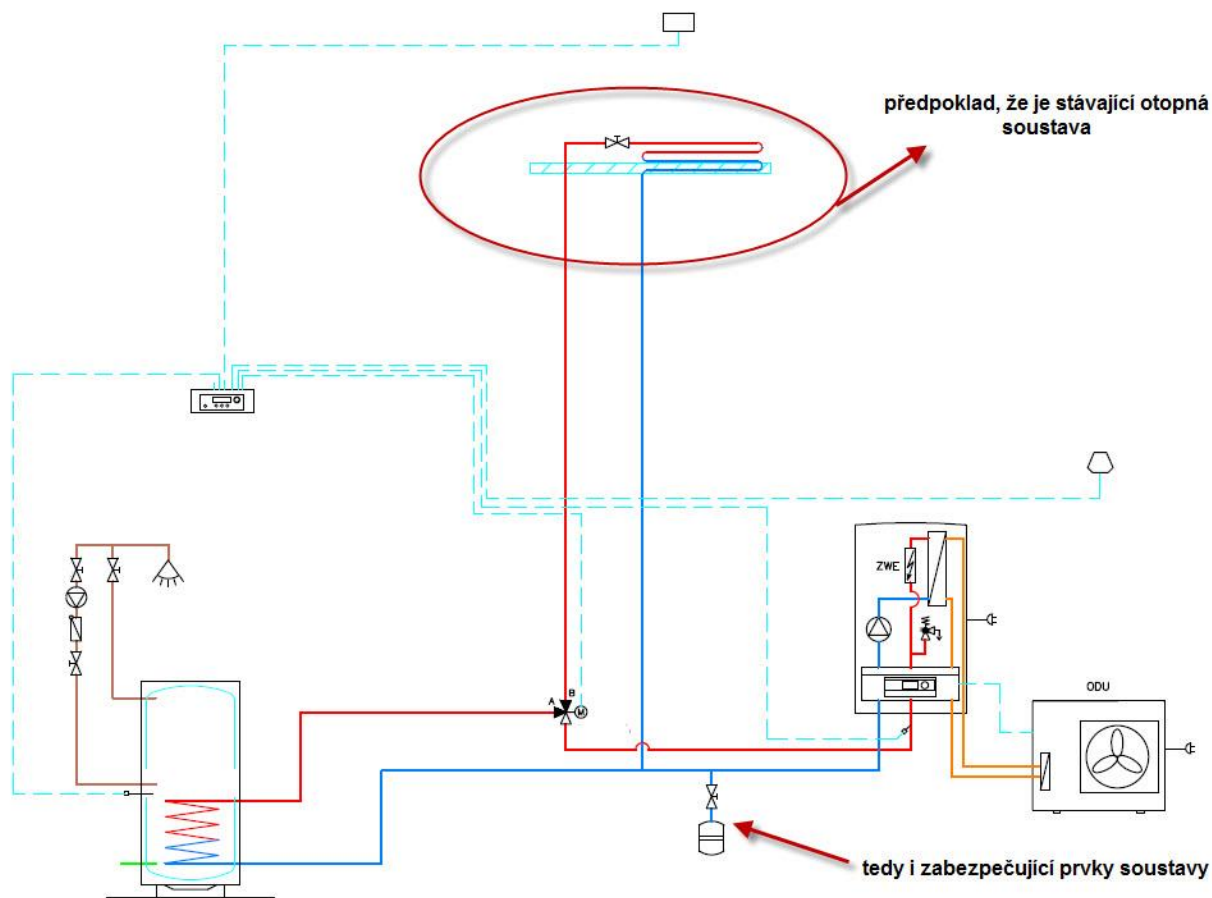 předpoklad, že je stávající otopná
soustava
ZWE
ODU
A
B
M
tedy i zabezpečující prvky soustavy